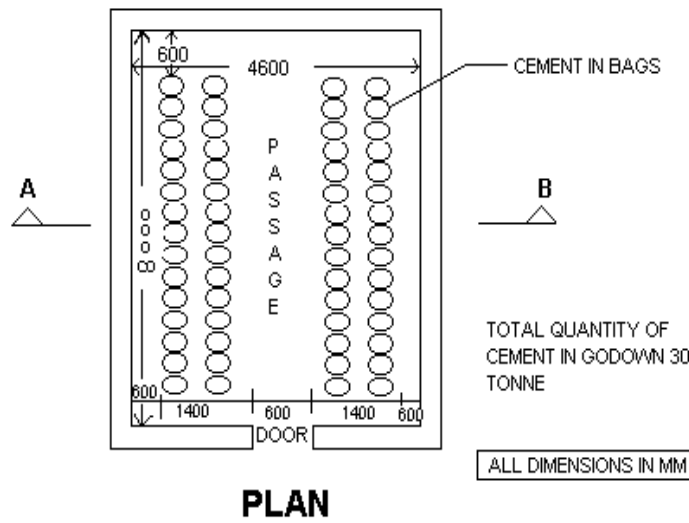 600
4600
CEMENT IN BAGS
PASSAGE
A
B
8000
TOTAL QUANTITY OF
CEMENT IN GODOWN 30
TONNE
600
1400
600
1400
600
DOOR
ALL DIMENSIONS IN MM
PLAN